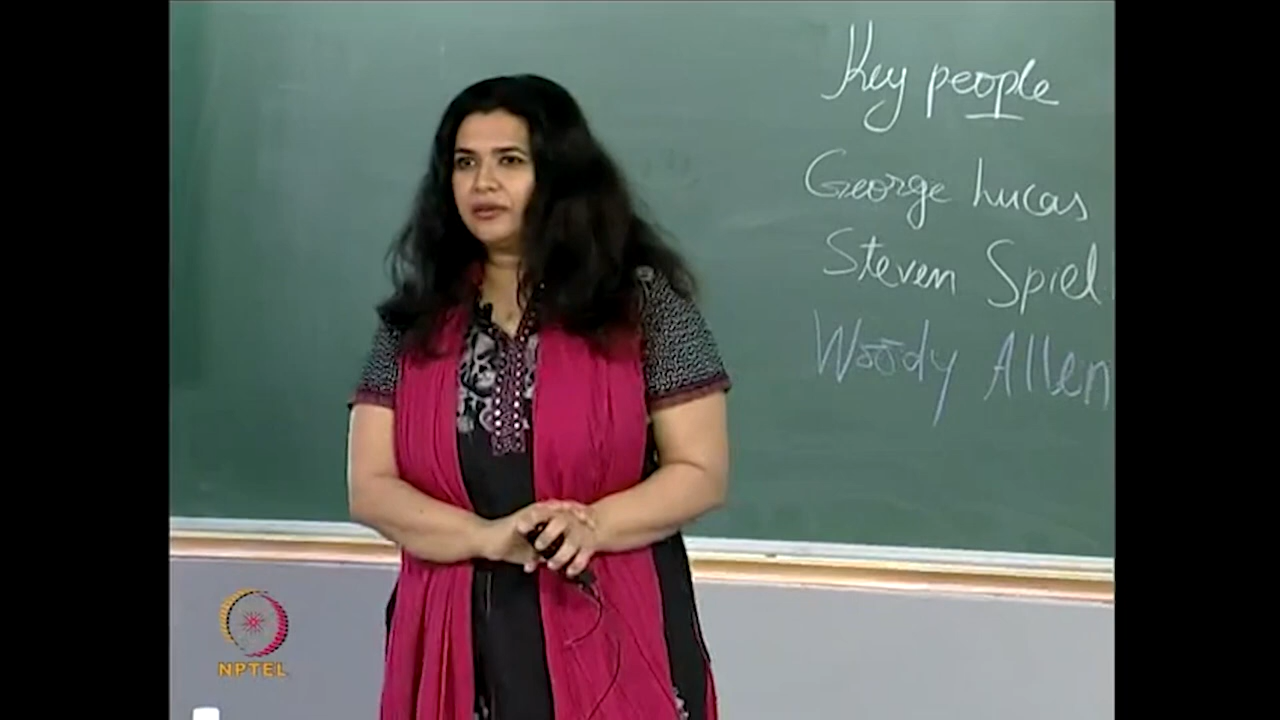 Key people
George Lucas
Steven Spiel
Woody Allen
NPTEL